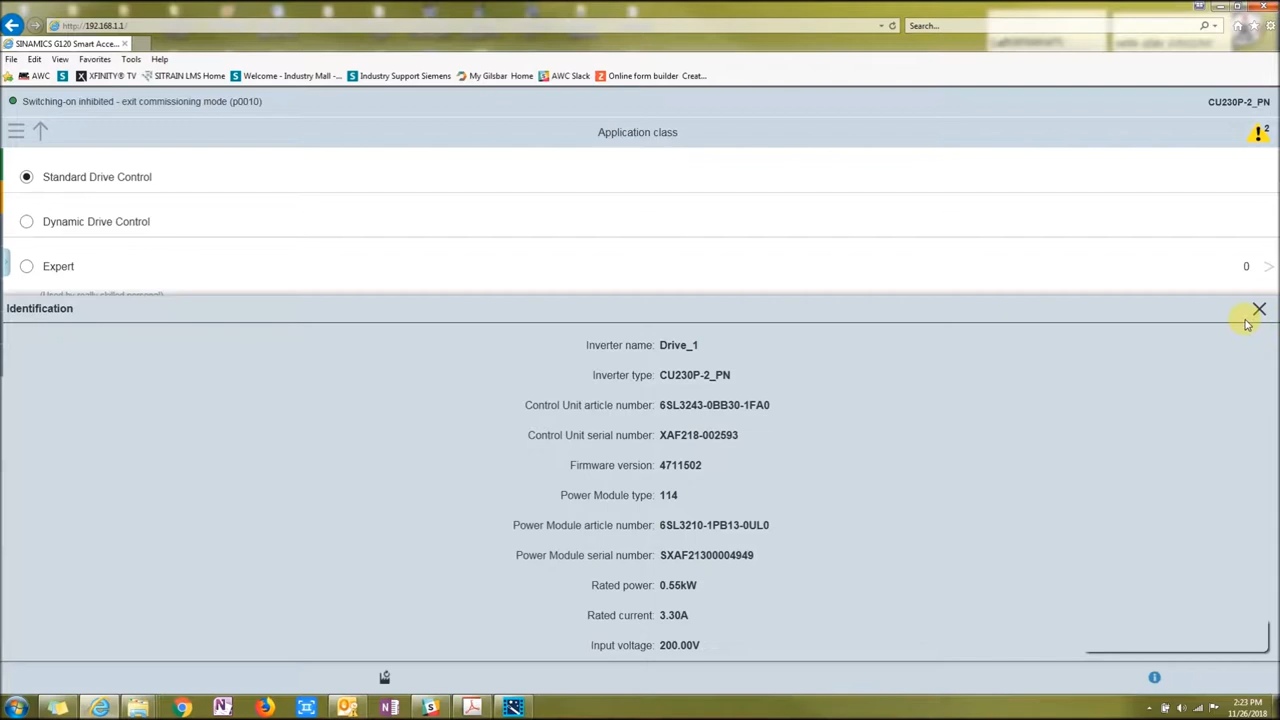 http://192.168.1.1/
Search...
SINAMICS G120 Smart Acce...
File Edit View Favorites Tools Help
AWC XFINITY® TV SITRAIN LMS Home Welcome - Industry Mall -... Industry Support Siemens My Gilsbar Home AWC Slack Online form builder Creat...
Switching-on inhibited - exit commissioning mode (p0010) CU230P-2_PN
Application class
2
Standard Drive Control
Dynamic Drive Control
Expert 0
(Used by really skilled personal)
Identification
Inverter name: Drive_1
Inverter type: CU230P-2_PN
Control Unit article number: 6SL3243-0BB30-1FA0
Control Unit serial number: XAF218-002593
Firmware version: 4711502
Power Module type: 114
Power Module article number: 6SL3210-1PB13-0UL0
Power Module serial number: SXAF21300004949
Rated power: 0.55kW
Rated current: 3.30A
Input voltage: 200.00V
2:23 PM
11/26/2018